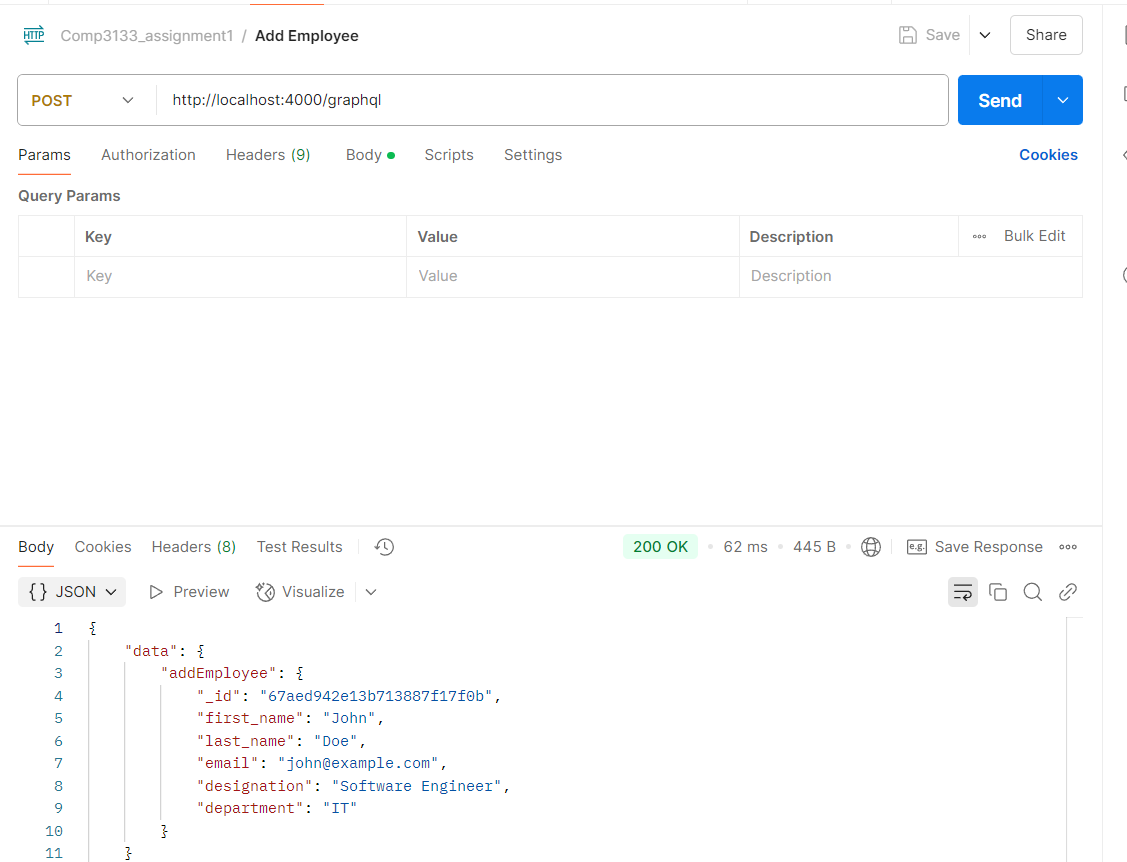 HTTP Comp3133_assignment1 / Add Employee Save Share
POST http://localhost:4000/graphql Send
Params Authorization Headers (9) Body Scripts Settings Cookies
Query Params
Key Value Description Bulk Edit
Key Value Description
Body Cookies Headers (8) Test Results 200 OK 62 ms 445 B e.g. Save Response
{} JSON Preview Visualize
1 {
2 "data": {
3 "addEmployee": {
4 "_id": "67aed942e13b713887f17f0b",
5 "first_name": "John",
6 "last_name": "Doe",
7 "email": "john@example.com",
8 "designation": "Software Engineer",
9 "department": "IT"
10 }
11 }